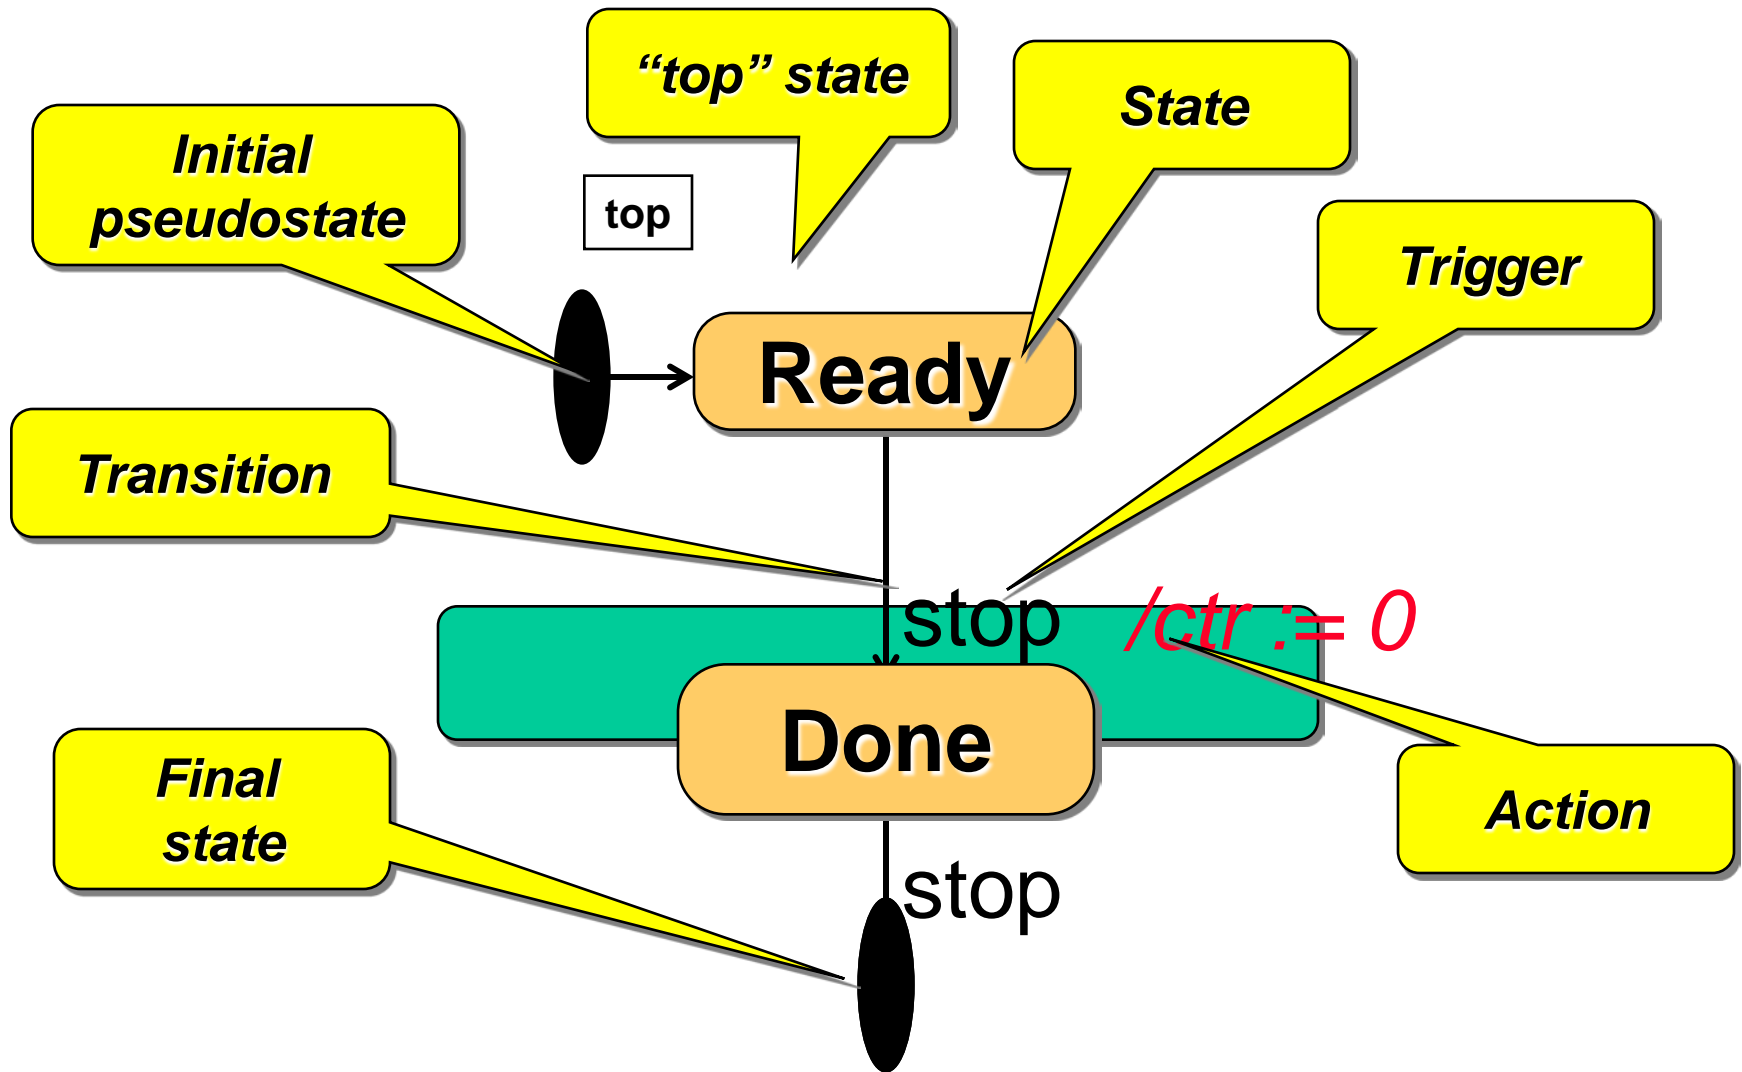 “top” state
State
Initial
pseudostate
top
Trigger
Ready
Transition
stop /ctr := 0
Done
Final
state
Action
stop